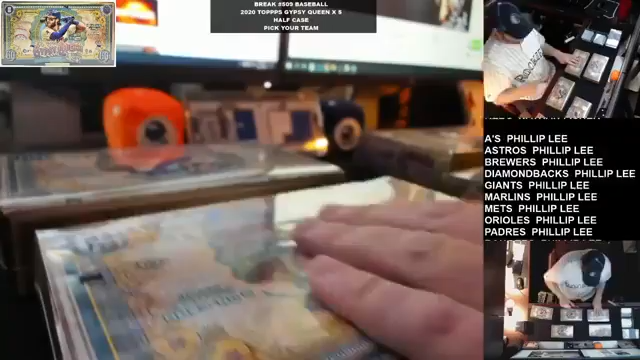 BREAK #509 BASEBALL
2020 TOPPPS GYPSY QUEEN X 5
HALF CASE
PICK YOUR TEAM
A'S PHILLIP LEE
ASTROS PHILLIP LEE
BREWERS PHILLIP LEE
DIAMONDBACKS PHILLIP LEE
GIANTS PHILLIP LEE
MARLINS PHILLIP LEE
METS PHILLIP LEE
ORIOLES PHILLIP LEE
PADRES PHILLIP LEE